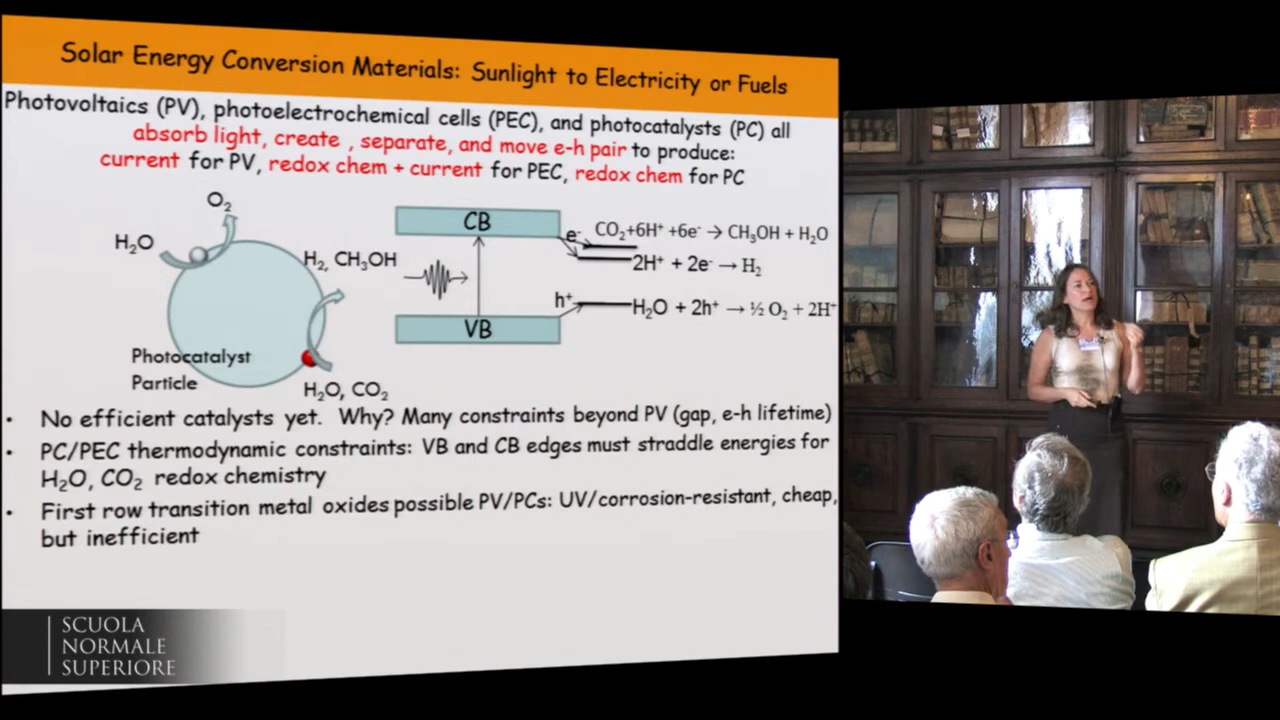 Solar Energy Conversion Materials: Sunlight to Electricity or Fuels
Photovoltaics (PV), photoelectrochemical cells (PEC), and photocatalysts (PC) all
absorb light, create , separate, and move e-h pair to produce:
current for PV, redox chem + current for PEC, redox chem for PC
O₂
H₂O
H₂, CH₃OH
Photocatalyst
Particle
H₂O, CO₂
CB
VB
e⁻
CO₂+6H⁺ +6e⁻ → CH₃OH + H₂O
2H⁺ + 2e⁻ → H₂
h⁺
H₂O + 2h⁺ → ½ O₂ + 2H⁺
• No efficient catalysts yet. Why? Many constraints beyond PV (gap, e-h lifetime)
• PC/PEC thermodynamic constraints: VB and CB edges must straddle energies for
H₂O, CO₂ redox chemistry
• First row transition metal oxides possible PV/PCs: UV/corrosion-resistant, cheap,
but inefficient
SCUOLA
NORMALE
SUPERIORE